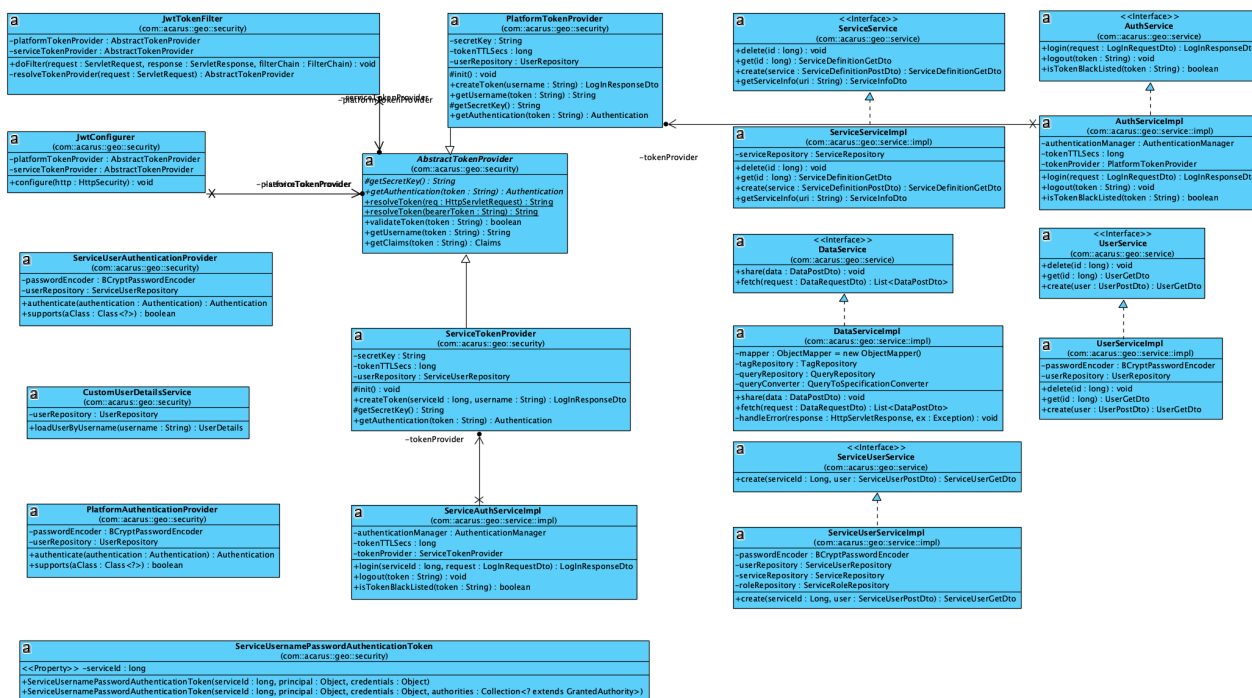 a
JwtTokenFilter
(com::acarus::geo::security)
-platformTokenProvider : AbstractTokenProvider
-serviceTokenProvider : AbstractTokenProvider
+doFilter(request : ServletRequest, response : ServletResponse, filterChain : FilterChain) : void
-resolveTokenProvider(request : ServletRequest) : AbstractTokenProvider
a
PlatformTokenProvider
(com::acarus::geo::security)
-secretKey : String
-tokenTTLSecs : long
-userRepository : UserRepository
#init() : void
+createToken(username : String) : LogInResponseDto
+getUsername(token : String) : String
#getSecretKey() : String
+getAuthentication(token : String) : Authentication
a
<<Interface>>
ServiceService
(com::acarus::geo::service)
+delete(id : long) : void
+get(id : long) : ServiceDefinitionGetDto
+create(service : ServiceDefinitionPostDto) : ServiceDefinitionGetDto
+getServiceInfo(uri : String) : ServiceInfoDto
a
<<Interface>>
AuthService
(com::acarus::geo::service)
+login(request : LogInRequestDto) : LogInResponseDto
+logout(token : String) : void
+isTokenBlackListed(token : String) : boolean
-serviceTokenProvider
-platformTokenProvider
a
JwtConfigurer
(com::acarus::geo::security)
-platformTokenProvider : AbstractTokenProvider
-serviceTokenProvider : AbstractTokenProvider
+configure(http : HttpSecurity) : void
-platformTokenProvider
-serviceTokenProvider
a
AbstractTokenProvider
(com::acarus::geo::security)
#getSecretKey() : String
+getAuthentication(token : String) : Authentication
+resolveToken(req : HttpServletRequest) : String
+resolveToken(bearerToken : String) : String
+validateToken(token : String) : boolean
+getUsername(token : String) : String
+getClaims(token : String) : Claims
-tokenProvider
a
ServiceServiceImpl
(com::acarus::geo::service::impl)
-serviceRepository : ServiceRepository
+delete(id : long) : void
+get(id : long) : ServiceDefinitionGetDto
+create(service : ServiceDefinitionPostDto) : ServiceDefinitionGetDto
+getServiceInfo(uri : String) : ServiceInfoDto
a
AuthServiceImpl
(com::acarus::geo::service::impl)
-authenticationManager : AuthenticationManager
-tokenTTLSecs : long
-tokenProvider : PlatformTokenProvider
+login(request : LogInRequestDto) : LogInResponseDto
+logout(token : String) : void
+isTokenBlackListed(token : String) : boolean
a
ServiceUserAuthenticationProvider
(com::acarus::geo::security)
-passwordEncoder : BCryptPasswordEncoder
-userRepository : ServiceUserRepository
+authenticate(authentication : Authentication) : Authentication
+supports(aClass : Class<?>) : boolean
a
<<Interface>>
DataService
(com::acarus::geo::service)
+share(data : DataPostDto) : void
+fetch(request : DataRequestDto) : List<DataPostDto>
a
<<Interface>>
UserService
(com::acarus::geo::service)
+delete(id : long) : void
+get(id : long) : UserGetDto
+create(user : UserPostDto) : UserGetDto
a
ServiceTokenProvider
(com::acarus::geo::security)
-secretKey : String
-tokenTTLSecs : long
-userRepository : ServiceUserRepository
#init() : void
+createToken(serviceId : long, username : String) : LogInResponseDto
#getSecretKey() : String
+getAuthentication(token : String) : Authentication
-tokenProvider
a
DataServiceImpl
(com::acarus::geo::service::impl)
-mapper : ObjectMapper = new ObjectMapper()
-tagRepository : TagRepository
-queryRepository : QueryRepository
-queryConverter : QueryToSpecificationConverter
+share(data : DataPostDto) : void
+fetch(request : DataRequestDto) : List<DataPostDto>
-handleError(response : HttpServletResponse, ex : Exception) : void
a
UserServiceImpl
(com::acarus::geo::service::impl)
-passwordEncoder : BCryptPasswordEncoder
-userRepository : UserRepository
+delete(id : long) : void
+get(id : long) : UserGetDto
+create(user : UserPostDto) : UserGetDto
a
CustomUserDetailsService
(com::acarus::geo::security)
-userRepository : UserRepository
+loadUserByUsername(username : String) : UserDetails
a
<<Interface>>
ServiceUserService
(com::acarus::geo::service)
+create(serviceId : Long, user : ServiceUserPostDto) : ServiceUserGetDto
a
PlatformAuthenticationProvider
(com::acarus::geo::security)
-passwordEncoder : BCryptPasswordEncoder
-userRepository : UserRepository
+authenticate(authentication : Authentication) : Authentication
+supports(aClass : Class<?>) : boolean
a
ServiceAuthServiceImpl
(com::acarus::geo::service::impl)
-authenticationManager : AuthenticationManager
-tokenTTLSecs : long
-tokenProvider : ServiceTokenProvider
+login(serviceId : long, request : LogInRequestDto) : LogInResponseDto
+logout(token : String) : void
+isTokenBlackListed(token : String) : boolean
a
ServiceUserServiceImpl
(com::acarus::geo::service::impl)
-passwordEncoder : BCryptPasswordEncoder
-userRepository : ServiceUserRepository
-serviceRepository : ServiceRepository
-roleRepository : ServiceRoleRepository
+create(serviceId : Long, user : ServiceUserPostDto) : ServiceUserGetDto
a
ServiceUsernamePasswordAuthenticationToken
(com::acarus::geo::security)
<<Property>> -serviceId : long
+ServiceUsernamePasswordAuthenticationToken(serviceId : long, principal : Object, credentials : Object)
+ServiceUsernamePasswordAuthenticationToken(serviceId : long, principal : Object, credentials : Object, authorities : Collection<? extends GrantedAuthority>)